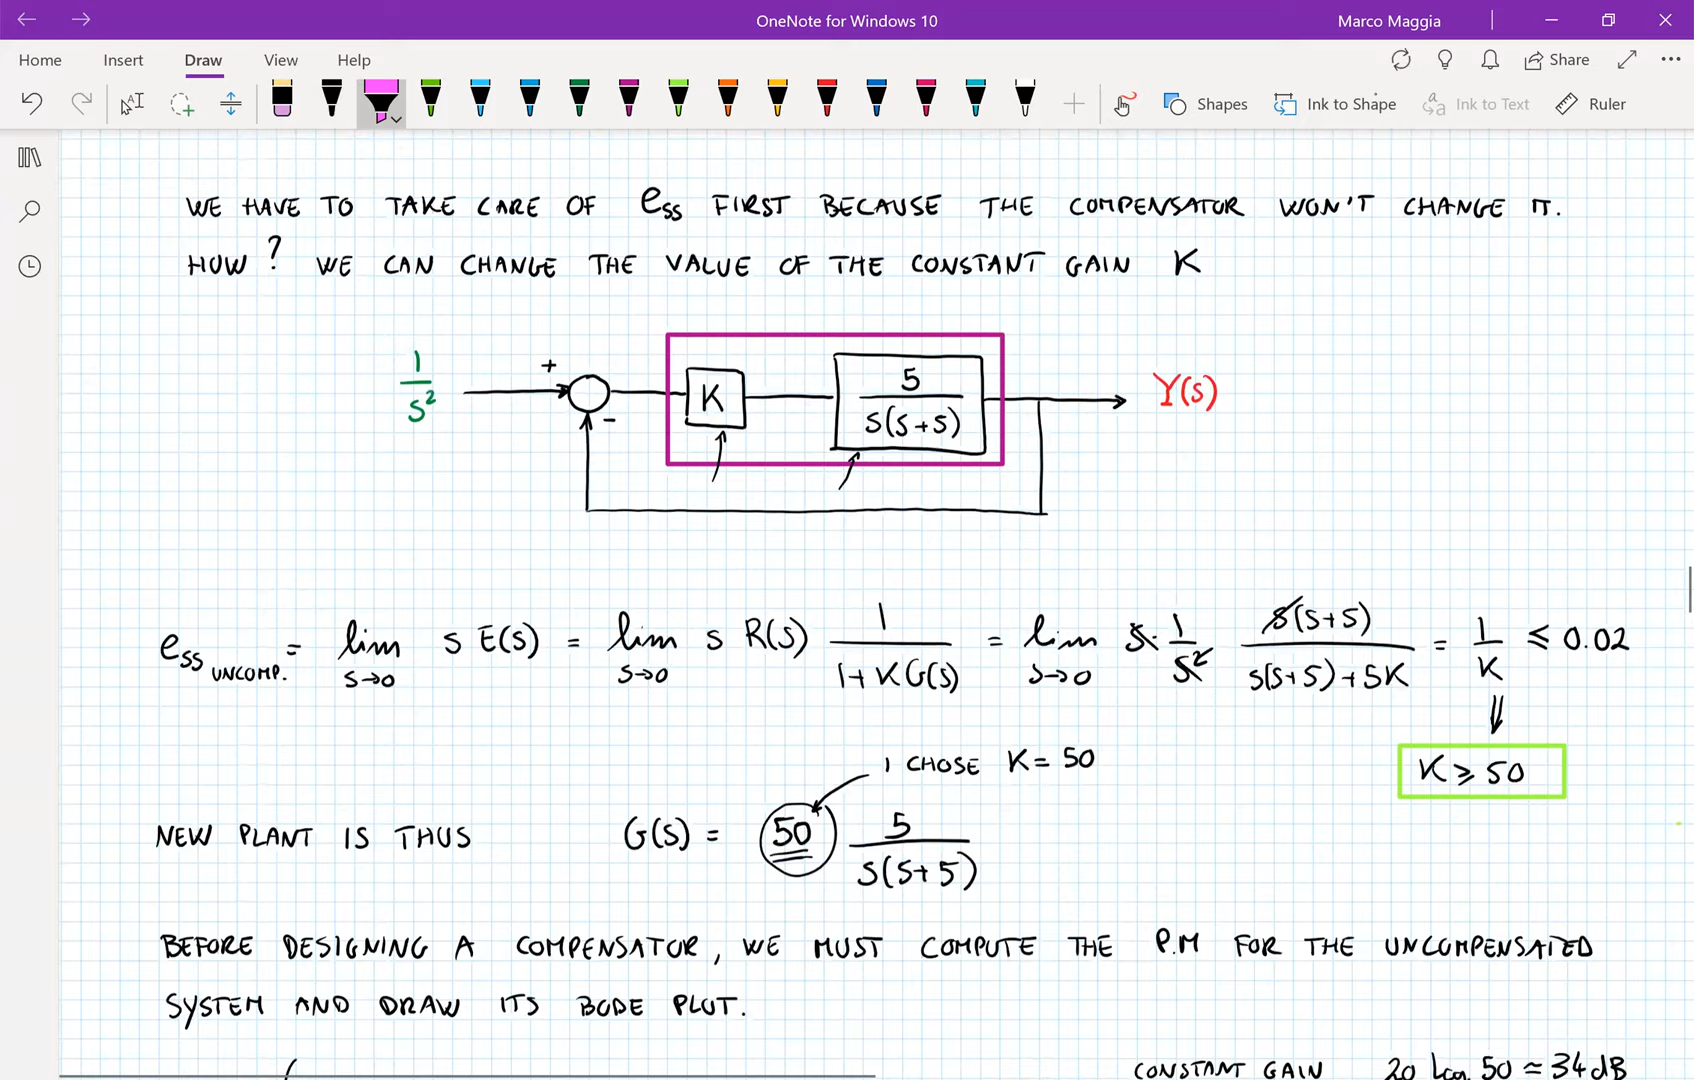 OneNote for Windows 10
Marco Maggia
Home Insert Draw View Help
Share
Shapes Ink to Shape Ink to Text Ruler
WE HAVE TO TAKE CARE OF ess FIRST BECAUSE THE COMPENSATOR WON'T CHANGE IT.
HOW? WE CAN CHANGE THE VALUE OF THE CONSTANT GAIN K
1/s² + - K 5/(s(s+5)) Y(s)
ess UNCOMP. = lim s→0 s E(s) = lim s→0 s R(s) 1/(1+KG(s)) = lim s→0 s · 1/s² s(s+5)/(s(s+5)+5K) = 1/K ≤ 0.02
⇓
K ≥ 50
I CHOSE K = 50
NEW PLANT IS THUS G(s) = 50 5/(s(s+5))
BEFORE DESIGNING A COMPENSATOR, WE MUST COMPUTE THE P.M FOR THE UNCOMPENSATED
SYSTEM AND DRAW ITS BODE PLOT.
CONSTANT GAIN 20 log 50 ≃ 34 dB